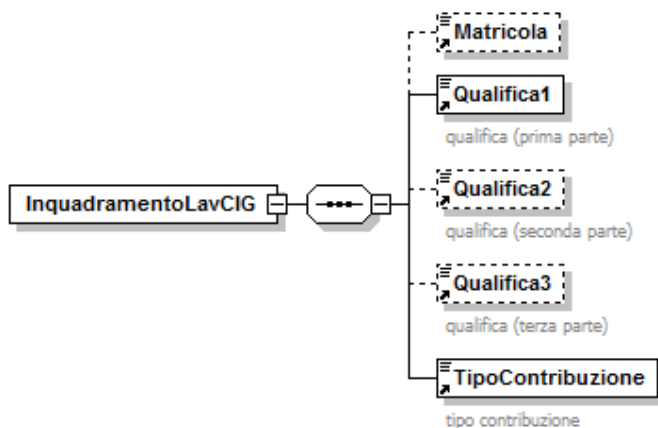 Matricola
Qualifica1
qualifica (prima parte)
InquadramentoLavCIG
Qualifica2
qualifica (seconda parte)
Qualifica3
qualifica (terza parte)
TipoContribuzione
tipo contribuzione